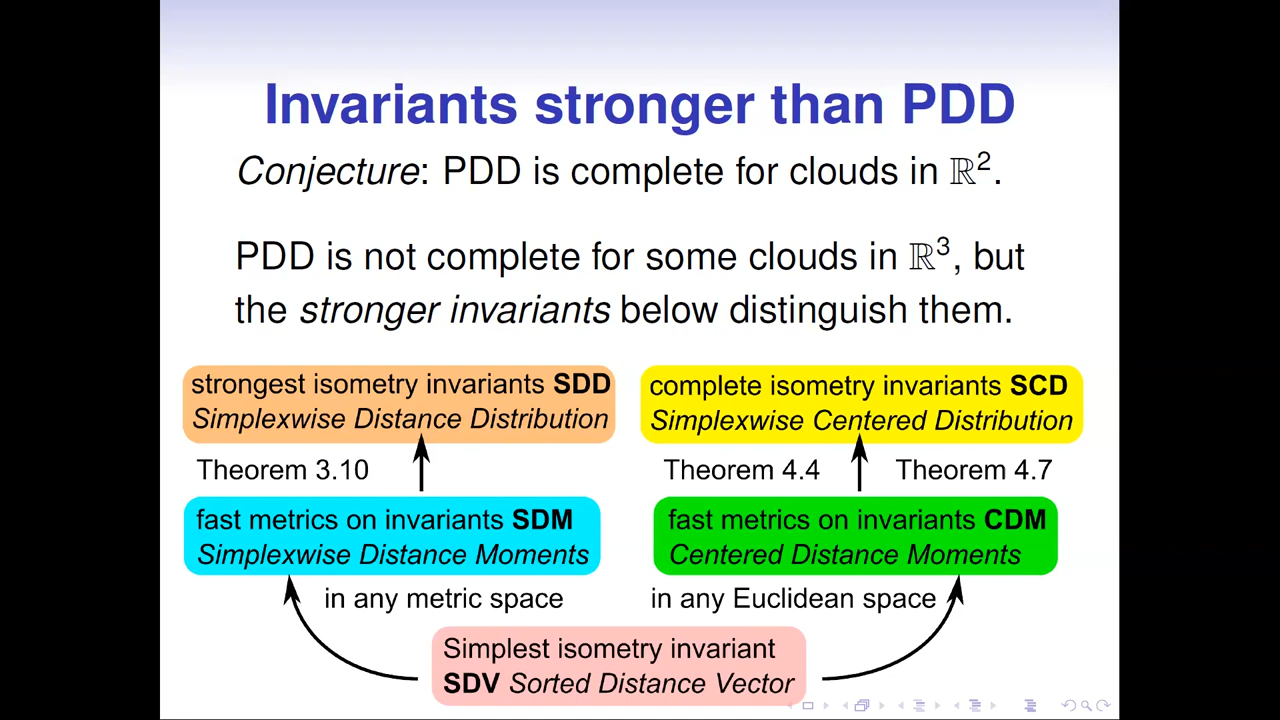 Invariants stronger than PDD
Conjecture: PDD is complete for clouds in ℝ².
PDD is not complete for some clouds in ℝ³, but
the stronger invariants below distinguish them.
strongest isometry invariants SDD
Simplexwise Distance Distribution
complete isometry invariants SCD
Simplexwise Centered Distribution
Theorem 3.10
Theorem 4.4
Theorem 4.7
fast metrics on invariants SDM
Simplexwise Distance Moments
fast metrics on invariants CDM
Centered Distance Moments
in any metric space
in any Euclidean space
Simplest isometry invariant
SDV Sorted Distance Vector